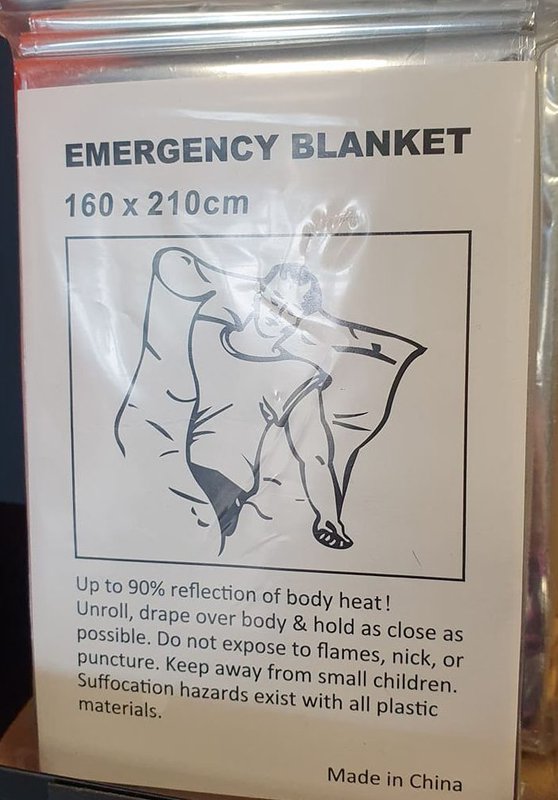 EMERGENCY BLANKET
160 x 210cm
Up to 90% reflection of body heat!
Unroll, drape over body & hold as close as
possible. Do not expose to flames, nick, or
puncture. Keep away from small children.
Suffocation hazards exist with all plastic
materials.
Made in China